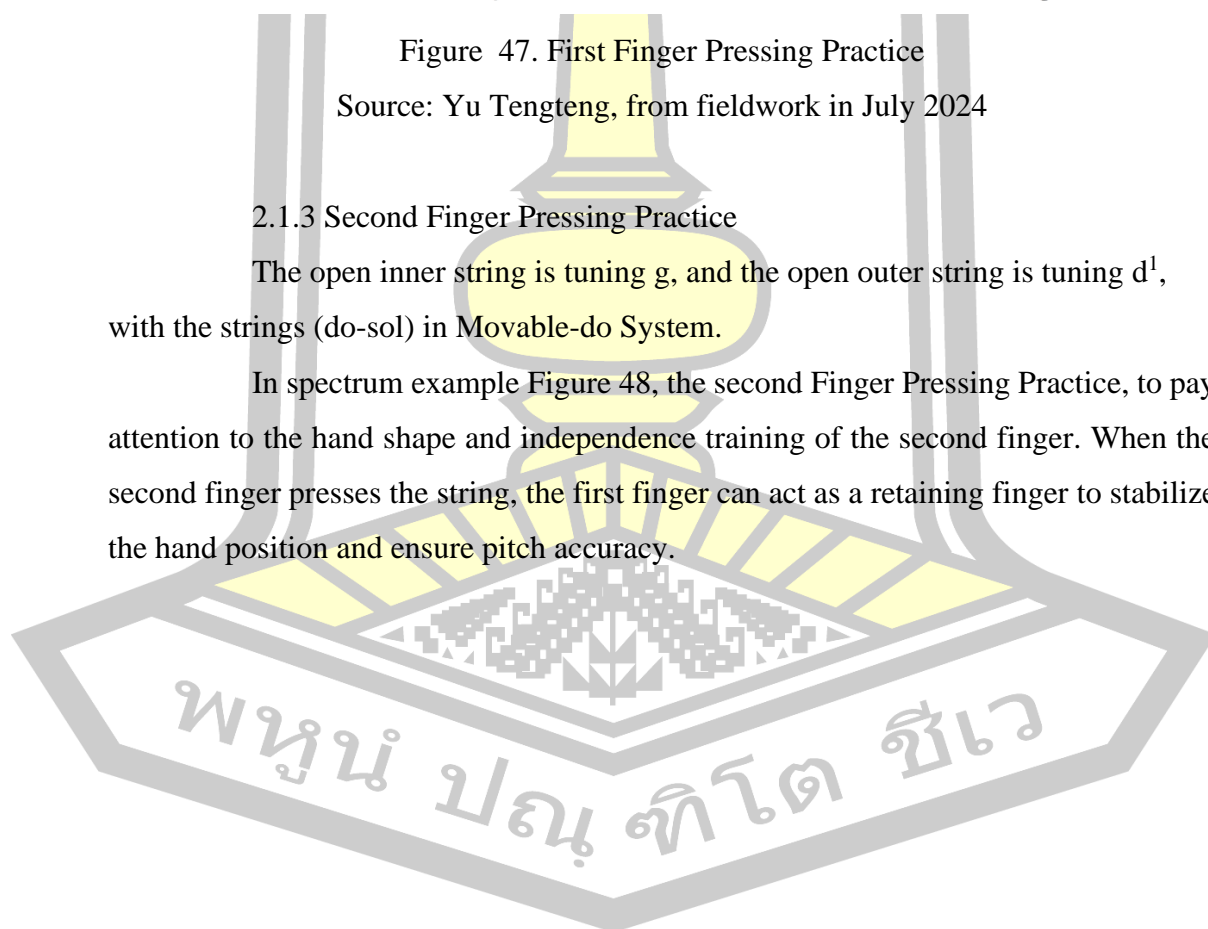 Figure 47. First Finger Pressing Practice
Source: Yu Tengteng, from fieldwork in July 2024
2.1.3 Second Finger Pressing Practice
The open inner string is tuning g, and the open outer string is tuning d¹,
with the strings (do-sol) in Movable-do System.
In spectrum example Figure 48, the second Finger Pressing Practice, to pay
attention to the hand shape and independence training of the second finger. When the
second finger presses the string, the first finger can act as a retaining finger to stabilize
the hand position and ensure pitch accuracy.
พหูนํ ปณฺฑิโต ชีเว